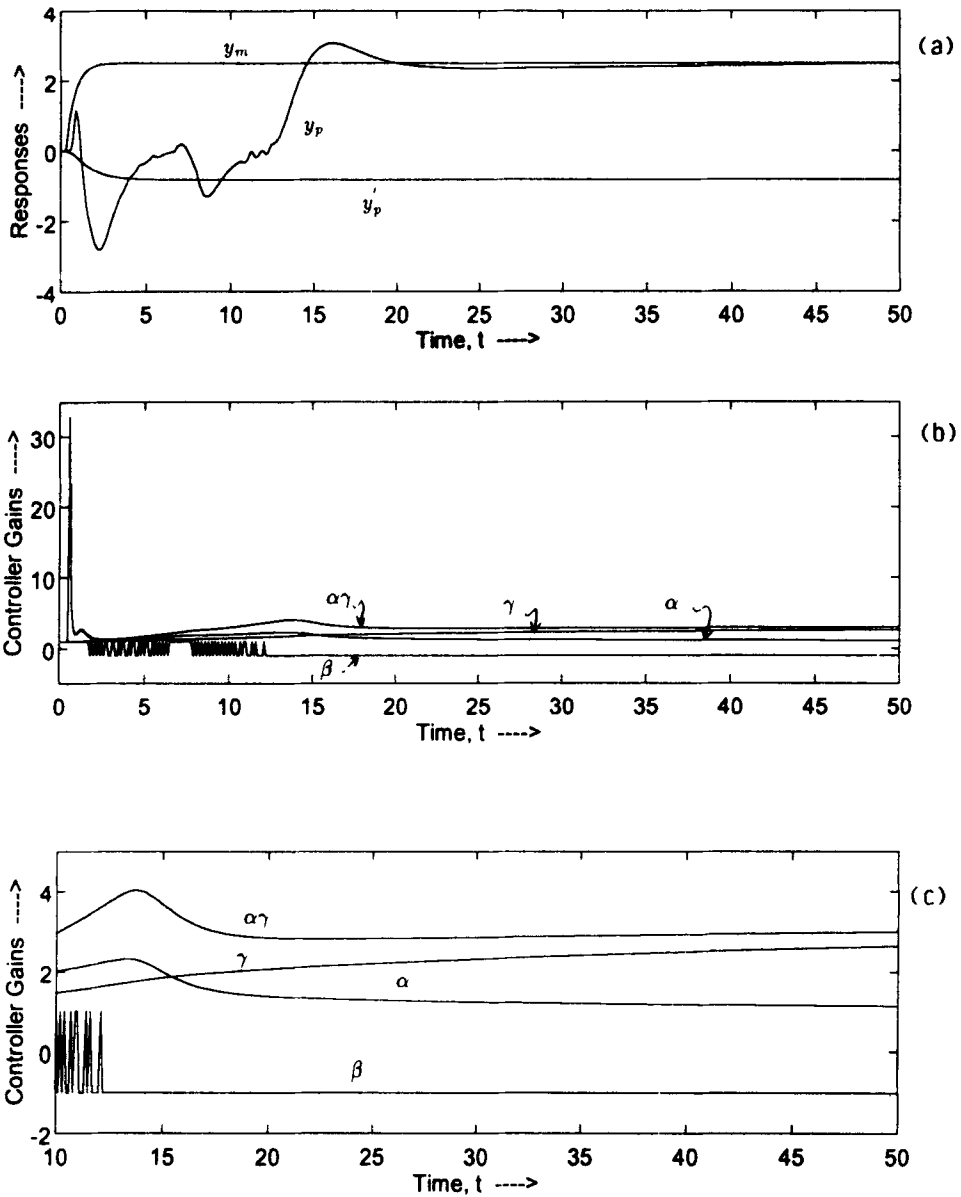 (a)
Responses ---->
4
2
0
-2
-4
y_m
y_p
y'_p
0 5 10 15 20 25 30 35 40 45 50
Time, t ---->
(b)
Controller Gains ---->
30
20
10
0
αγ
γ
α
β
0 5 10 15 20 25 30 35 40 45 50
Time, t ---->
(c)
Controller Gains ---->
4
2
0
-2
αγ
γ
α
β
10 15 20 25 30 35 40 45 50
Time, t ---->